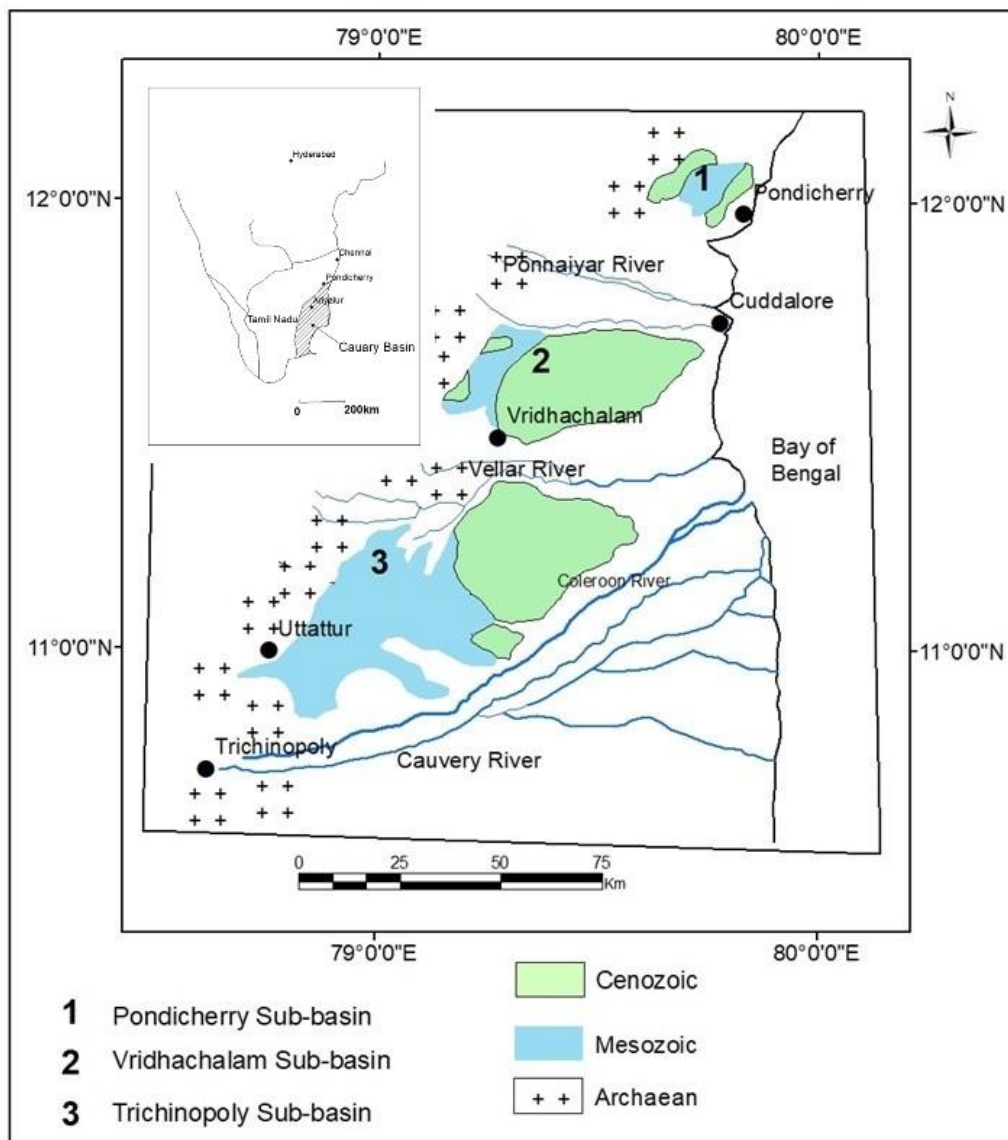 79°0'0"E
80°0'0"E
N
Hyderabed
Chennai
Pondicherry
Tamil Nadu
Cauary Basin
0 200km
12°0'0"N
12°0'0"N
1
Pondicherry
Ponnaiyar River
Cuddalore
2
Vridhachalam
Vellar River
Bay of
Bengal
3
Coleroon River
Uttattur
11°0'0"N
11°0'0"N
Trichinopoly
Cauvery River
0 25 50 75
Km
79°0'0"E
80°0'0"E
1 Pondicherry Sub-basin
2 Vridhachalam Sub-basin
3 Trichinopoly Sub-basin
Cenozoic
Mesozoic
Archaean